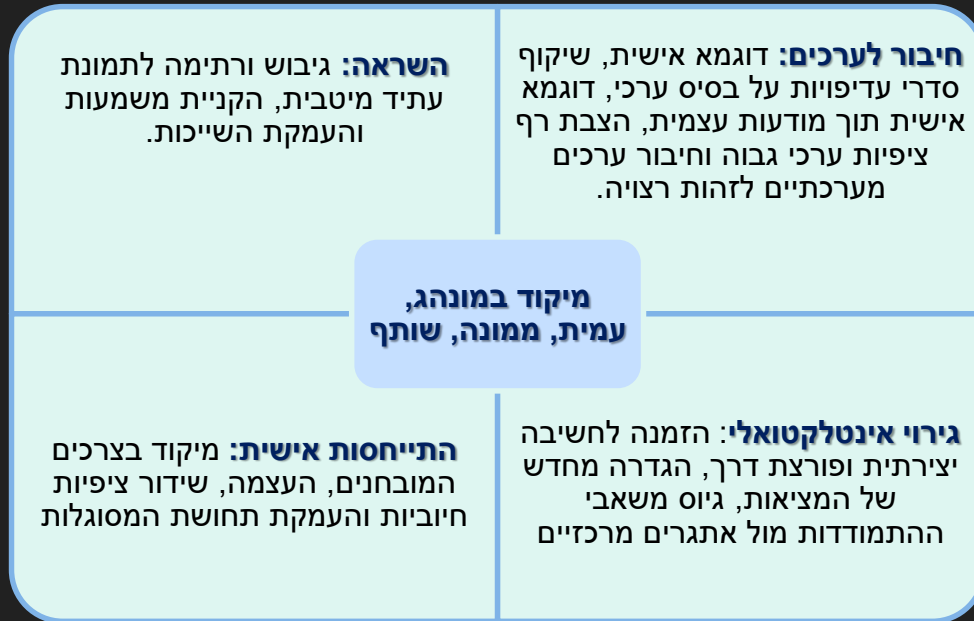 חיבור לערכים: דוגמא אישית, שיקוף
סדרי עדיפויות על בסיס ערכי, דוגמא
אישית תוך מודעות עצמית, הצבת רף
ציפיות ערכי גבוה וחיבור ערכים
מערכתיים לזהות רצויה.
השראה: גיבוש ורתימה לתמונת
עתיד מיטבית, הקניית משמעות
והעמקת השייכות.
מיקוד במונהג,
עמית, ממונה, שותף
גירוי אינטלקטואלי: הזמנה לחשיבה
יצירתית ופורצת דרך, הגדרה מחדש
של המציאות, גיוס משאבי
ההתמודדות מול אתגרים מרכזיים
התייחסות אישית: מיקוד בצרכים
המובחנים, העצמה, שידור ציפיות
חיוביות והעמקת תחושת המסוגלות